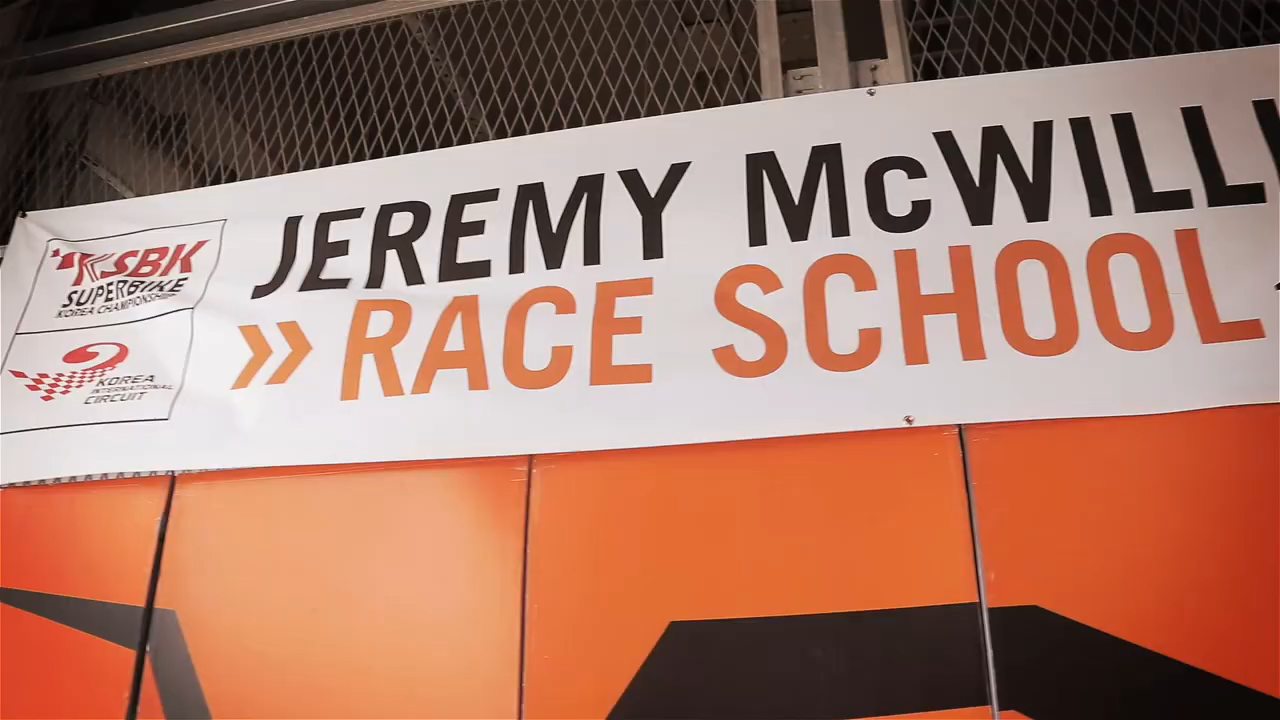 JEREMY McWILL
» RACE SCHOOL
KSBK
SUPERBIKE
KOREA CHAMPIONSHIP
KOREA
INTERNATIONAL
CIRCUIT